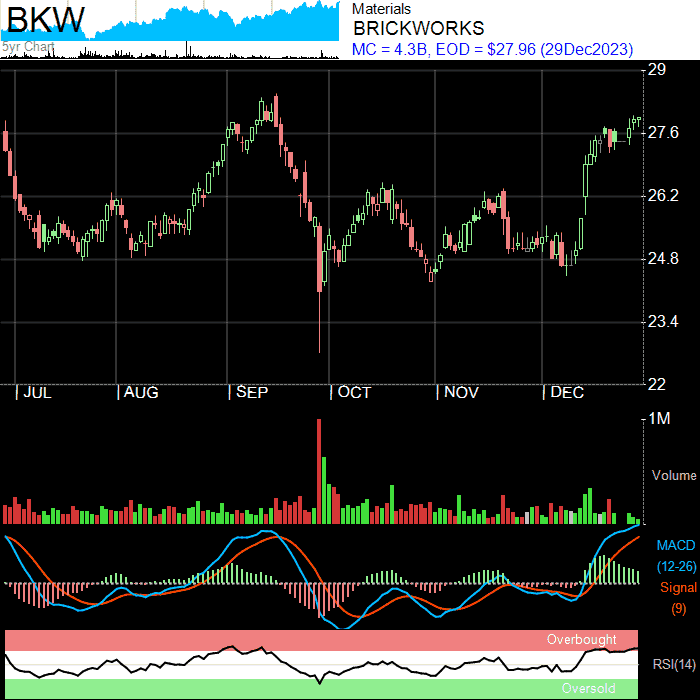 BKW
5yr Chart
Materials
BRICKWORKS
MC = 4.3B, EOD = $27.96 (29Dec2023)
29
27.6
26.2
24.8
23.4
22
| JUL | AUG | SEP | OCT | NOV | DEC
1M
Volume
MACD
(12-26)
Signal
(9)
Overbought
RSI(14)
Oversold